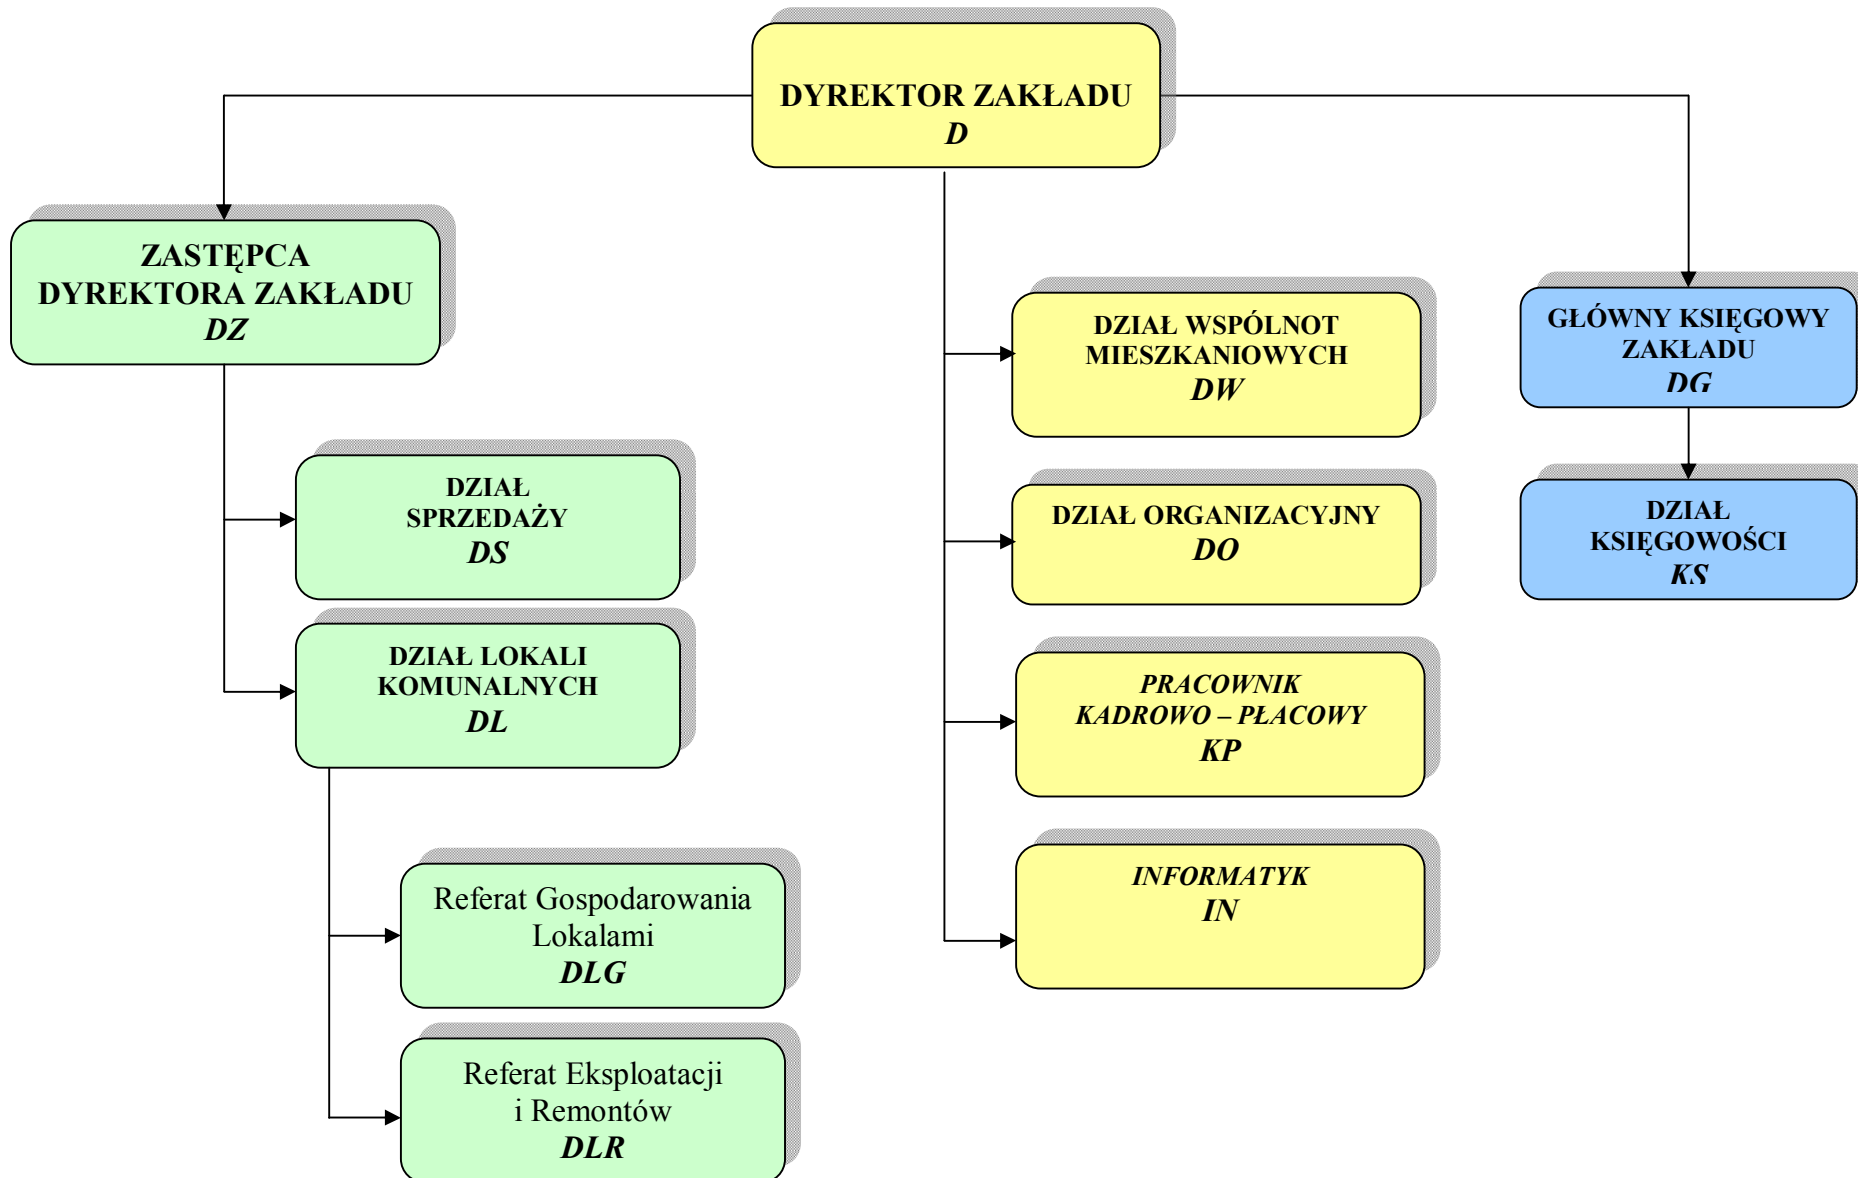 DYREKTOR ZAKŁADU
D
ZASTĘPCA
DYREKTORA ZAKŁADU
DZ
DZIAŁ
SPRZEDAŻY
DS
DZIAŁ LOKALI
KOMUNALNYCH
DL
Referat Gospodarowania
Lokalami
DLG
Referat Eksploatacji
i Remontów
DLR
DZIAŁ WSPÓLNOT
MIESZKANIOWYCH
DW
DZIAŁ ORGANIZACYJNY
DO
PRACOWNIK
KADROWO – PŁACOWY
KP
INFORMATYK
IN
GŁÓWNY KSIĘGOWY
ZAKŁADU
DG
DZIAŁ
KSIĘGOWOŚCI
KS